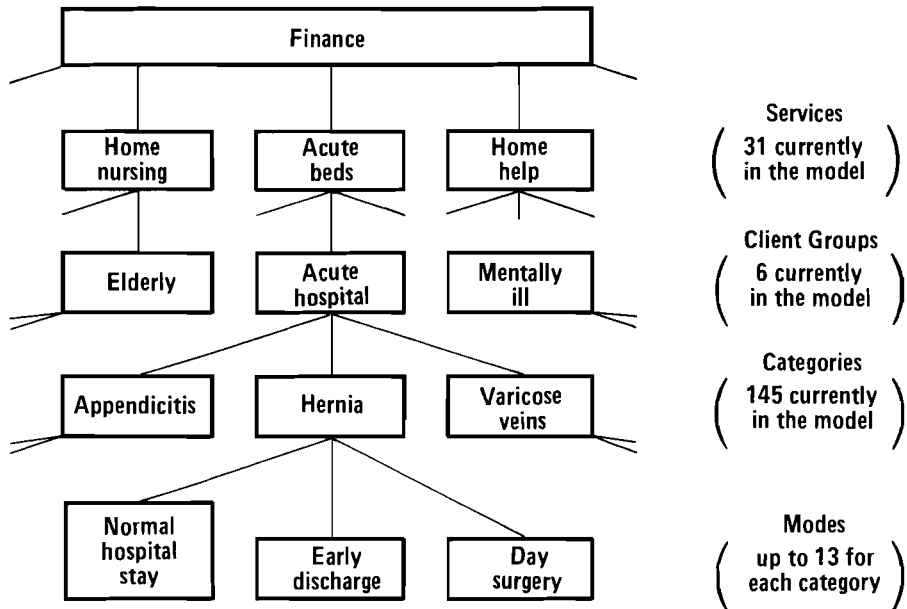 Finance
Home
nursing
Acute
beds
Home
help
Services
( 31 currently
in the model )
Elderly
Acute
hospital
Mentally
ill
Client Groups
( 6 currently
in the model )
Appendicitis
Hernia
Varicose
veins
Categories
( 145 currently
in the model )
Normal
hospital
stay
Early
discharge
Day
surgery
Modes
( up to 13 for
each category )